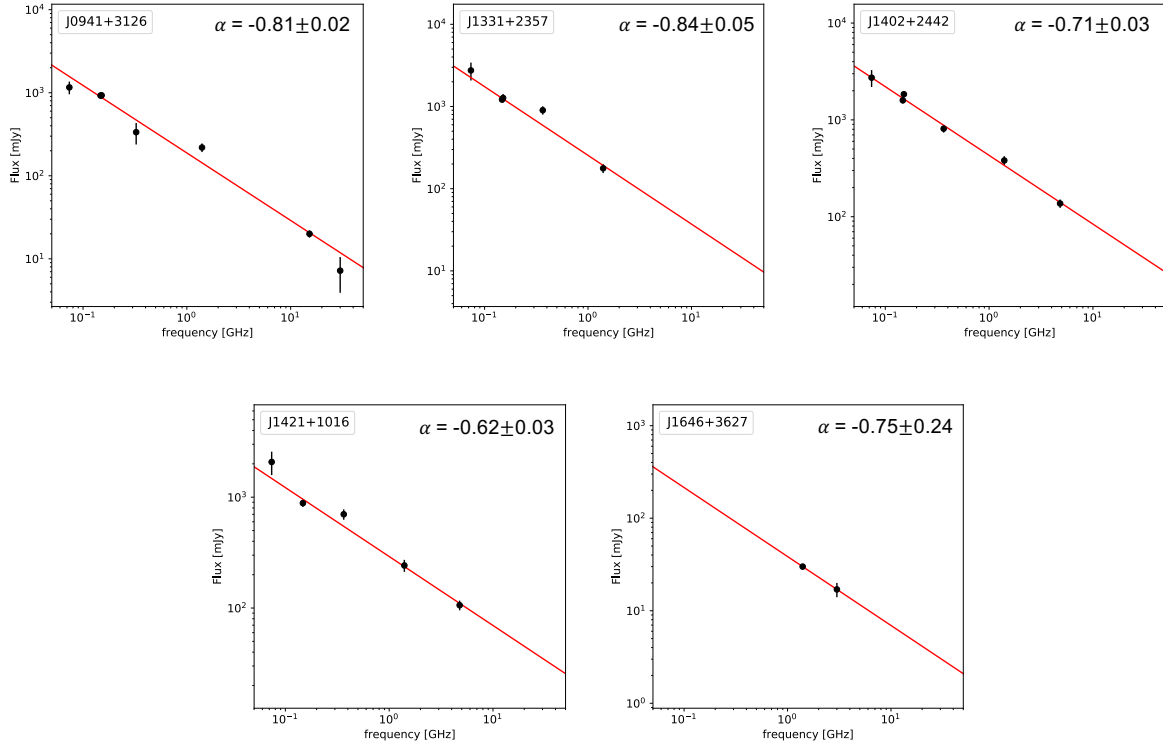 J0941+3126
α = -0.81±0.02
10⁴
10³
10²
10¹
Flux [mJy]
10⁻¹ 10⁰ 10¹
frequency [GHz]
J1331+2357
α = -0.84±0.05
10⁴
10³
10²
10¹
Flux [mJy]
10⁻¹ 10⁰ 10¹
frequency [GHz]
J1402+2442
α = -0.71±0.03
10⁴
10³
10²
Flux [mJy]
10⁻¹ 10⁰ 10¹
frequency [GHz]
J1421+1016
α = -0.62±0.03
10³
10²
Flux [mJy]
10⁻¹ 10⁰ 10¹
frequency [GHz]
J1646+3627
α = -0.75±0.24
10³
10²
10¹
10⁰
Flux [mJy]
10⁻¹ 10⁰ 10¹
frequency [GHz]